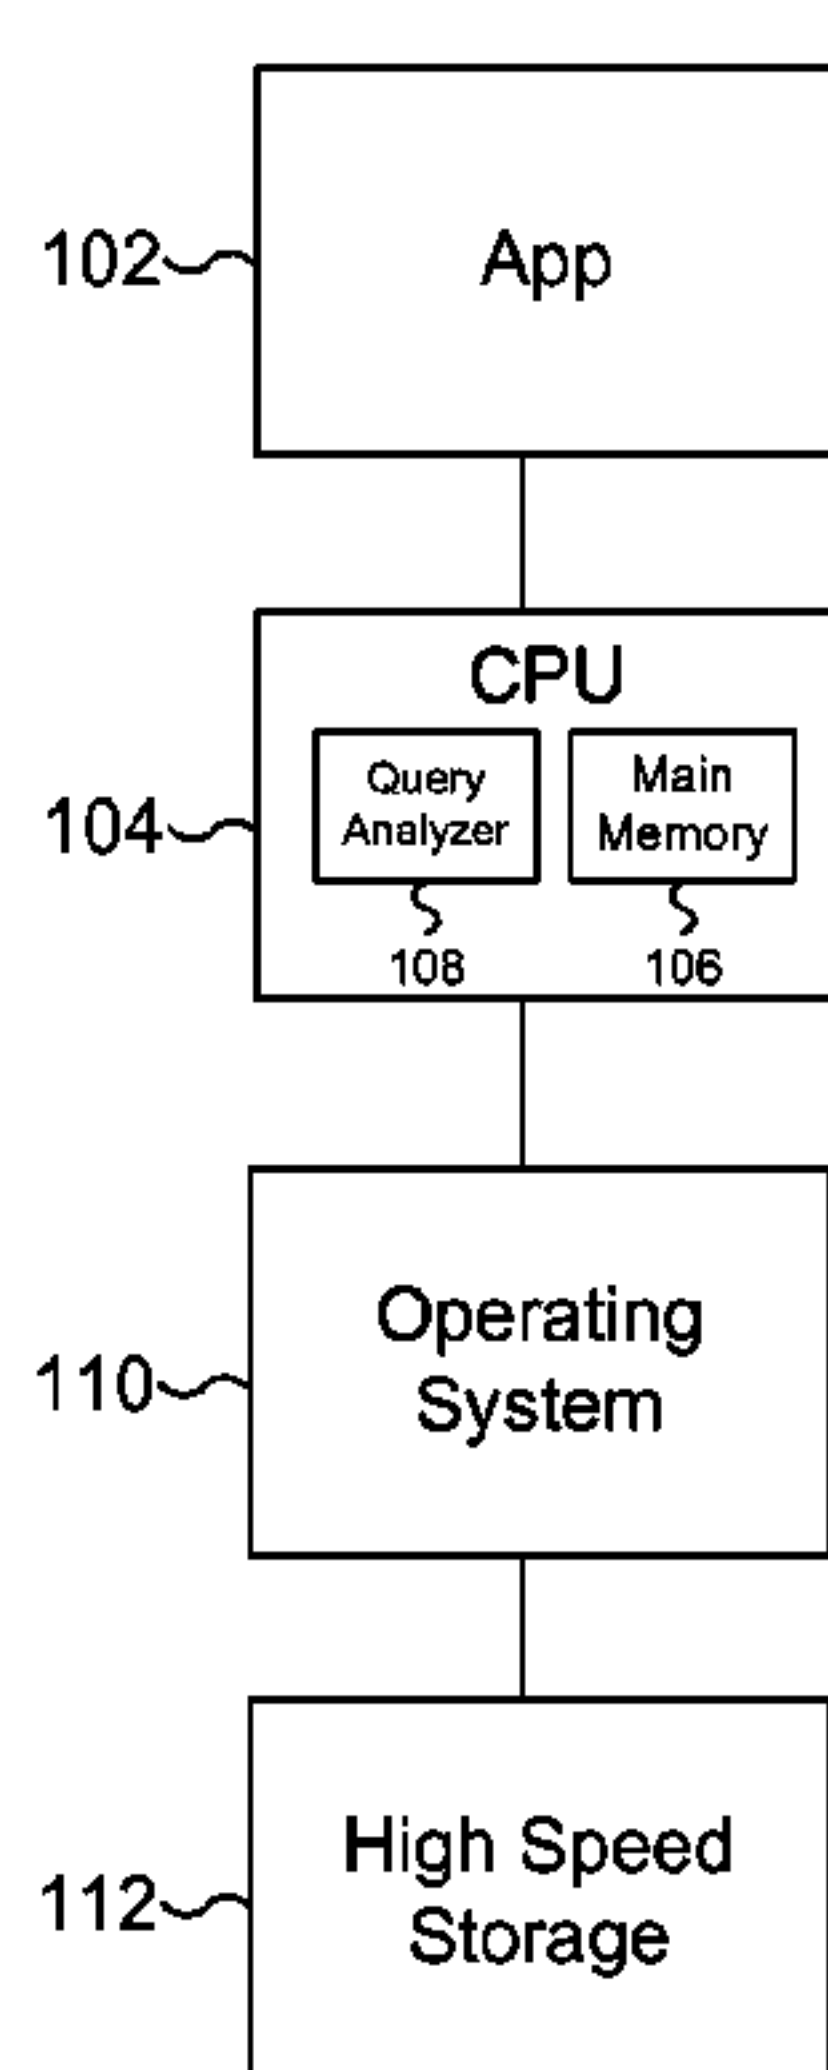 102
App
CPU
104
Query
Analyzer
Main
Memory
108
106
110
Operating
System
112
High Speed
Storage